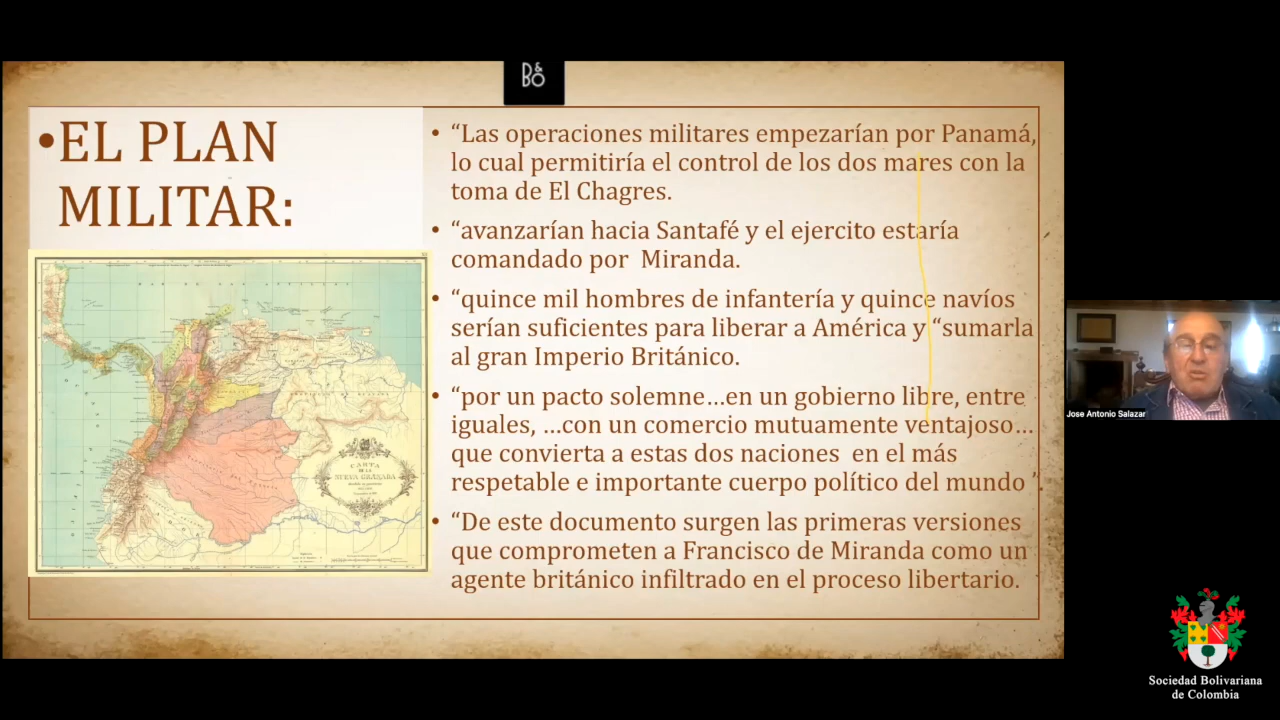 B&O
•EL PLAN
MILITAR:
• “Las operaciones militares empezarían por Panamá,
lo cual permitiría el control de los dos mares con la
toma de El Chagres.
• “avanzarían hacia Santafé y el ejercito estaría
comandado por Miranda.
• “quince mil hombres de infantería y quince navíos
serían suficientes para liberar a América y “sumarla
al gran Imperio Británico.
• “por un pacto solemne…en un gobierno libre, entre
iguales, …con un comercio mutuamente ventajoso…
que convierta a estas dos naciones en el más
respetable e importante cuerpo político del mundo ”.
• “De este documento surgen las primeras versiones
que comprometen a Francisco de Miranda como un
agente británico infiltrado en el proceso libertario.
CARTA
DE LA
NUEVA GRANADA
Jose Antonio Salazar
Sociedad Bolivariana
de Colombia